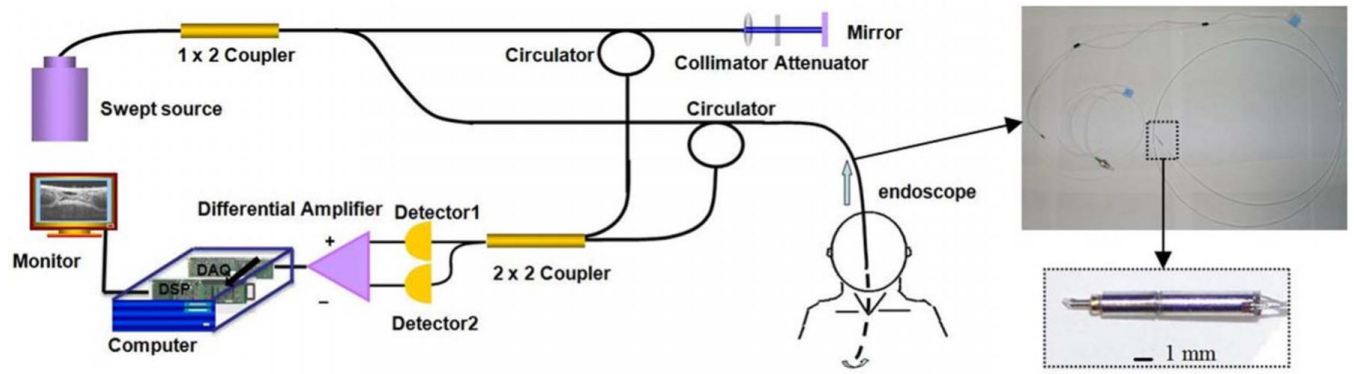 1 x 2 Coupler
Swept source
Circulator
Collimator Attenuator
Mirror
Circulator
endoscope
Differential Amplifier
Detector1
+
2 x 2 Coupler
Monitor
DAQ
DSP
–
Detector2
Computer
1 mm